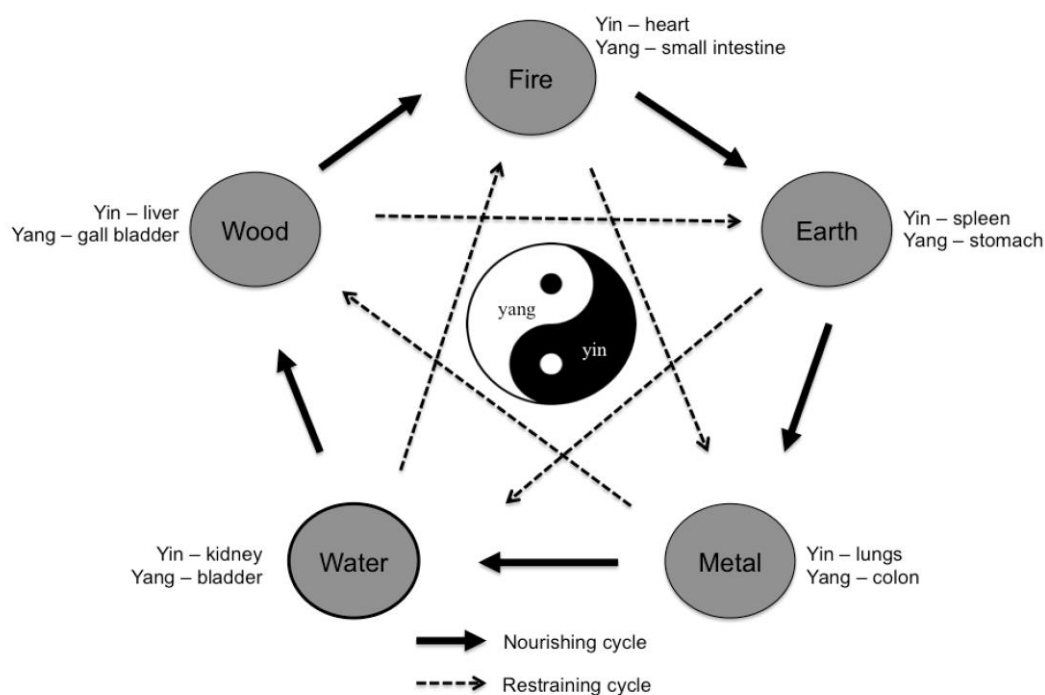 Yin – heart
Yang – small intestine
Fire
Yin – liver
Yang – gall bladder
Wood
Earth
Yin – spleen
Yang – stomach
yang
yin
Yin – kidney
Yang – bladder
Water
Metal
Yin – lungs
Yang – colon
Nourishing cycle
Restraining cycle